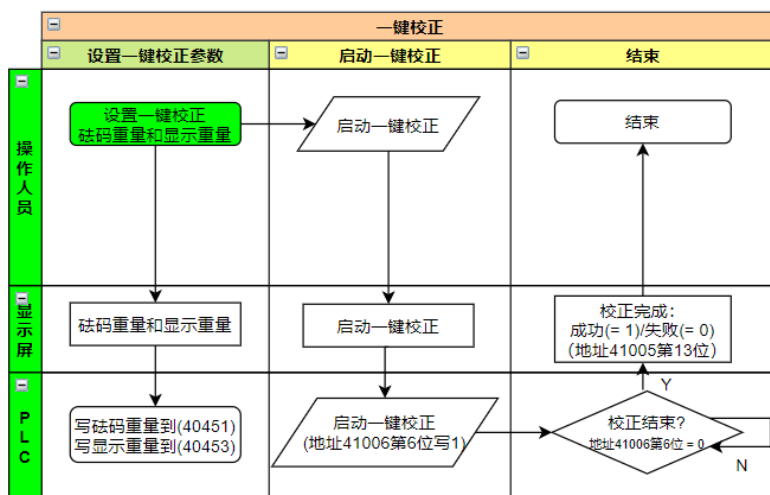 一键校正
设置一键校正参数
启动一键校正
结束
操作人员
设置一键校正
砝码重量和显示重量
启动一键校正
结束
显示屏
砝码重量和显示重量
启动一键校正
校正完成：
成功(= 1)/失败(= 0)
（地址41005第13位）
PLC
写砝码重量到(40451)
写显示重量到(40453)
启动一键校正
(地址41006第6位写1)
校正结束?
地址41006第6位 = 0
Y
N